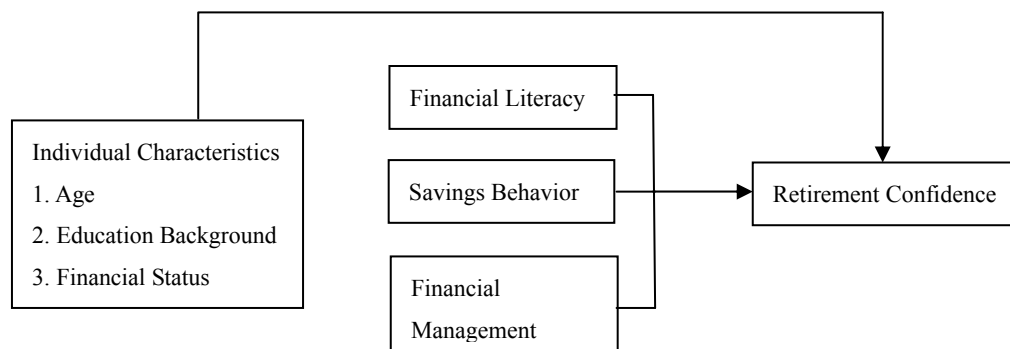 Individual Characteristics
1. Age
2. Education Background
3. Financial Status
Financial Literacy
Savings Behavior
Financial
Management
Retirement Confidence